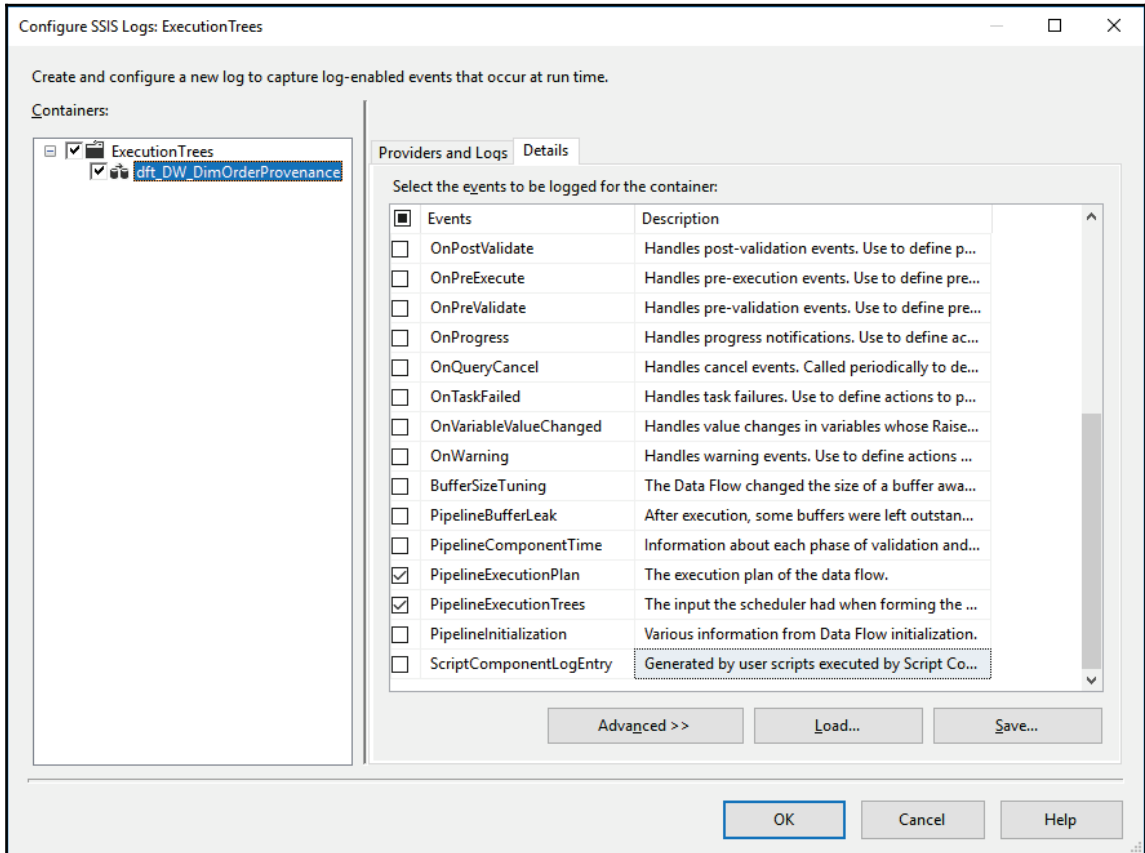 Configure SSIS Logs: ExecutionTrees
Create and configure a new log to capture log-enabled events that occur at run time.
Containers:
ExecutionTrees
dft_DW_DimOrderProvenance
Providers and Logs Details
Select the events to be logged for the container:
Events Description
OnPostValidate Handles post-validation events. Use to define p...
OnPreExecute Handles pre-execution events. Use to define pre...
OnPreValidate Handles pre-validation events. Use to define pre...
OnProgress Handles progress notifications. Use to define ac...
OnQueryCancel Handles cancel events. Called periodically to de...
OnTaskFailed Handles task failures. Use to define actions to p...
OnVariableValueChanged Handles value changes in variables whose Raise...
OnWarning Handles warning events. Use to define actions ...
BufferSizeTuning The Data Flow changed the size of a buffer awa...
PipelineBufferLeak After execution, some buffers were left outstan...
PipelineComponentTime Information about each phase of validation and...
PipelineExecutionPlan The execution plan of the data flow.
PipelineExecutionTrees The input the scheduler had when forming the ...
PipelineInitialization Various information from Data Flow initialization.
ScriptComponentLogEntry Generated by user scripts executed by Script Co...
Advanced >> Load... Save...
OK Cancel Help